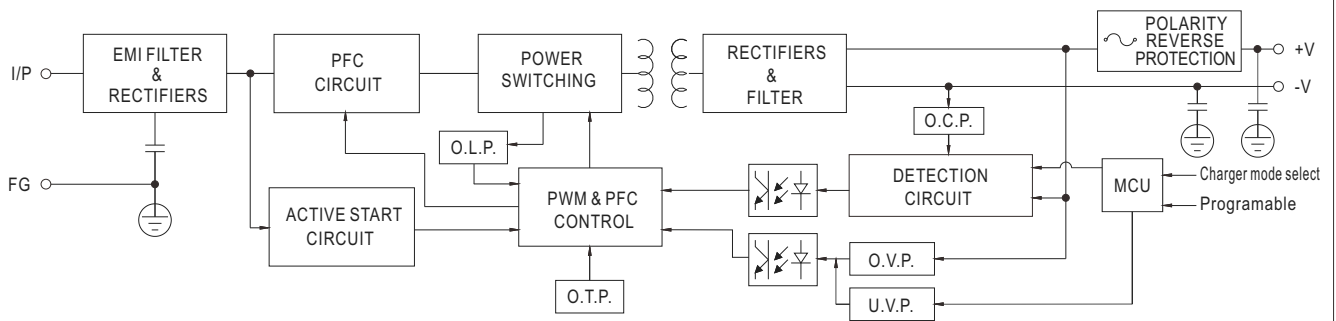 I/P
EMI FILTER
&
RECTIFIERS
PFC
CIRCUIT
POWER
SWITCHING
RECTIFIERS
&
FILTER
POLARITY
REVERSE
PROTECTION
+V
-V
O.L.P.
O.C.P.
FG
ACTIVE START
CIRCUIT
PWM & PFC
CONTROL
DETECTION
CIRCUIT
MCU
Charger mode select
Programable
O.T.P.
O.V.P.
U.V.P.